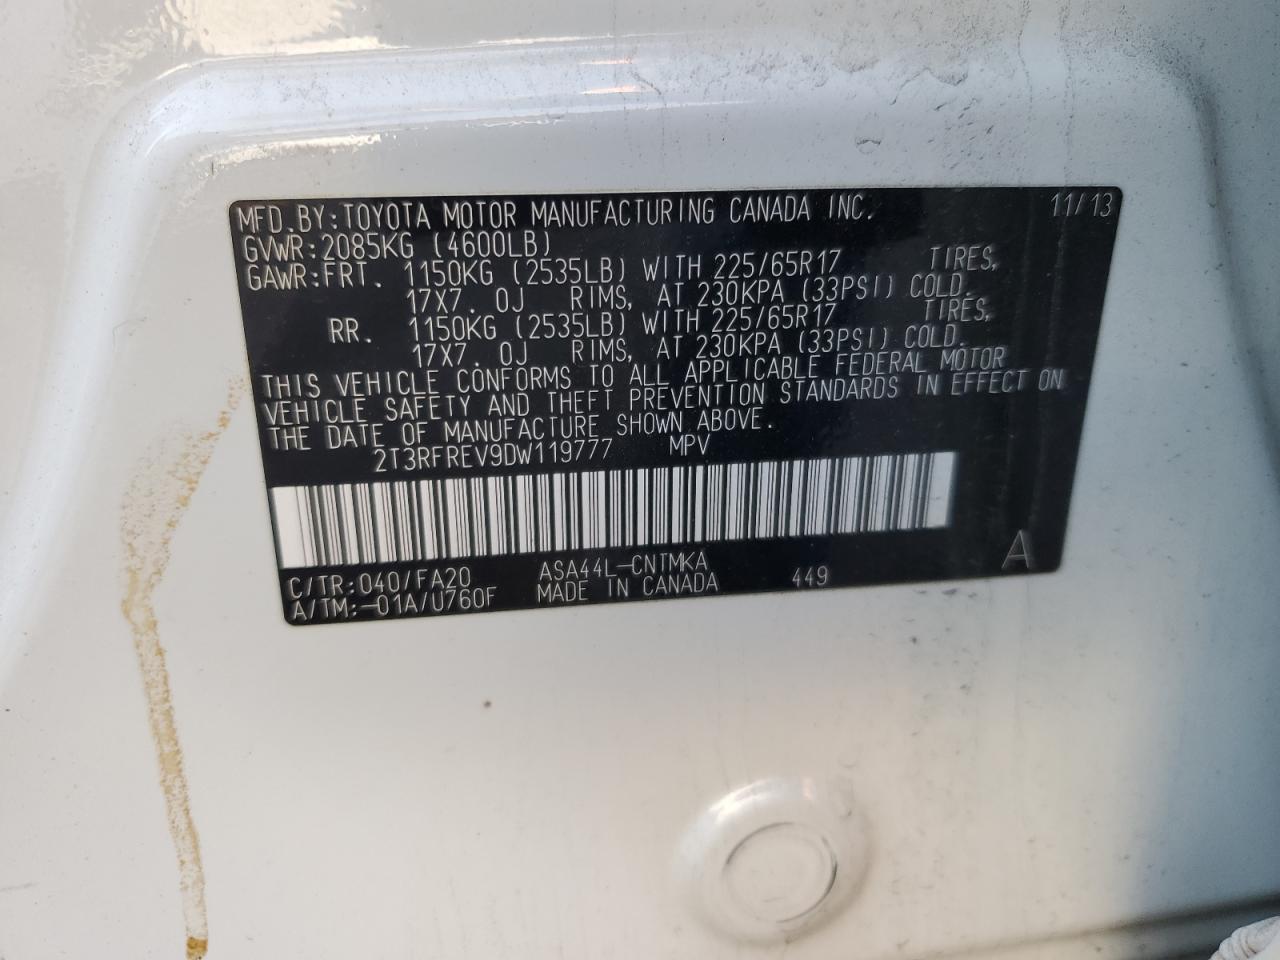 MFD.BY:TOYOTA MOTOR MANUFACTURING CANADA INC. 11/13
GVWR:2085KG (4600LB)
GAWR:FRT. 1150KG (2535LB) WITH 225/65R17 TIRES,
17X7.0J RIMS, AT 230KPA (33PSI) COLD.
RR. 1150KG (2535LB) WITH 225/65R17 TIRES,
17X7.0J RIMS, AT 230KPA (33PSI) COLD.
THIS VEHICLE CONFORMS TO ALL APPLICABLE FEDERAL MOTOR
VEHICLE SAFETY AND THEFT PREVENTION STANDARDS IN EFFECT ON
THE DATE OF MANUFACTURE SHOWN ABOVE.
2T3RFREV9DW119777 MPV
C/TR:040/FA20 ASA44L-CNTMKA
A/TM:-01A/U760F MADE IN CANADA 449 A